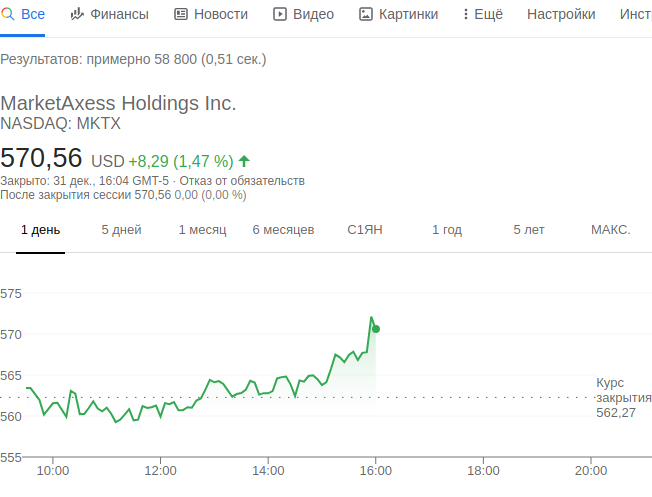 Все Финансы Новости Видео Картинки Ещё Настройки Инст
Результатов: примерно 58 800 (0,51 сек.)
MarketAxess Holdings Inc.
NASDAQ: MKTX
570,56 USD +8,29 (1,47 %)
Закрыто: 31 дек., 16:04 GMT-5 · Отказ от обязательств
После закрытия сессии 570,56 0,00 (0,00 %)
1 день 5 дней 1 месяц 6 месяцев С1ЯН 1 год 5 лет МАКС.
575
570
565
Курс
закрытия
562,27
560
555
10:00 12:00 14:00 16:00 18:00 20:00